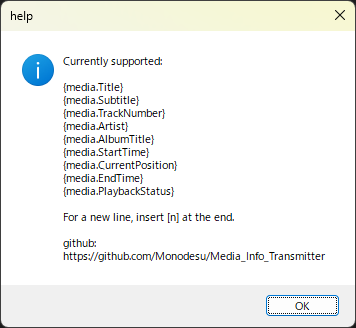 help
Currently supported:
{media.Title}
{media.Subtitle}
{media.TrackNumber}
{media.Artist}
{media.AlbumTitle}
{media.StartTime}
{media.CurrentPosition}
{media.EndTime}
{media.PlaybackStatus}
For a new line, insert [n] at the end.
github:
https://github.com/Monodesu/Media_Info_Transmitter
OK